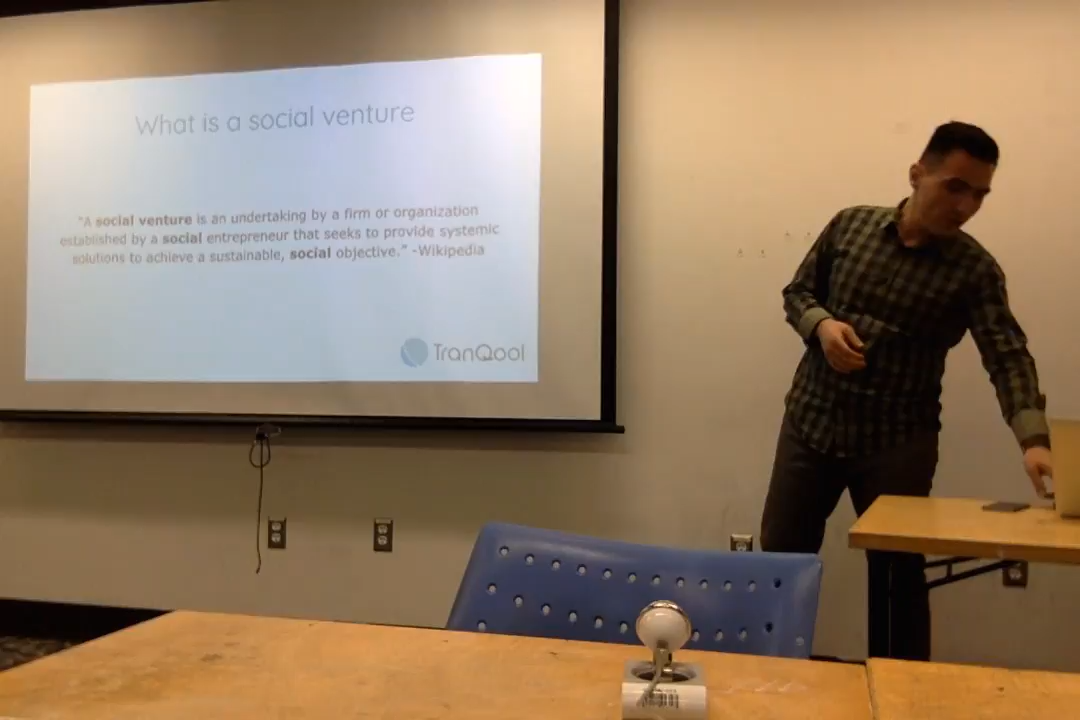 What is a social venture
"A social venture is an undertaking by a firm or organization
established by a social entrepreneur that seeks to provide systemic
solutions to achieve a sustainable, social objective." -Wikipedia
TranQool